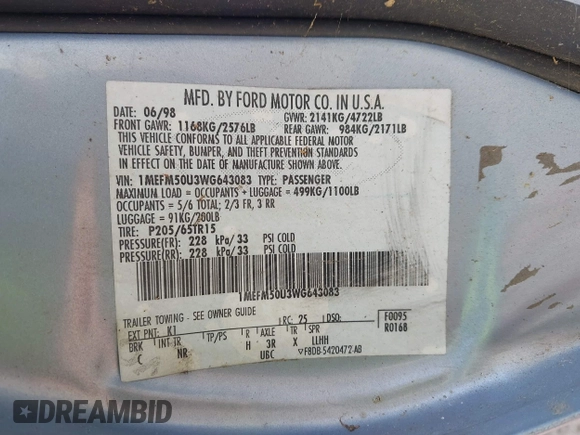 MFD. BY FORD MOTOR CO. IN U.S.A.
DATE: 06/98 GVWR: 2141KG/4722LB
FRONT GAWR: 1168KG/2576LB REAR GAWR: 984KG/2171LB
THIS VEHICLE CONFORMS TO ALL APPLICABLE FEDERAL MOTOR
VEHICLE SAFETY, BUMPER, AND THEFT PREVENTION STANDARDS
IN EFFECT ON THE DATE OF MANUFACTURE SHOWN ABOVE.
VIN: 1MEFM50U3WG643083 TYPE: PASSENGER
MAXIMUM LOAD = OCCUPANTS + LUGGAGE = 499KG/1100LB
OCCUPANTS = 5/6 TOTAL; 2/3 FR, 3 RR
LUGGAGE = 91KG/200LB
TIRE: P205/65TR15
PRESSURE(FR) 228 kPa/33 PSI COLD
PRESSURE(RR) 228 kPa/33 PSI COLD
1MEFM50U3WG643083
TRAILER TOWING - SEE OWNER GUIDE RC: 25 DSO: F0095
EXT PNT: K1 R0168
BRK INT TR TP/PS R AXLE TR SPR
C NR H 3R X LLHH
UBC F8DB-5420472-AB
DREAMBID